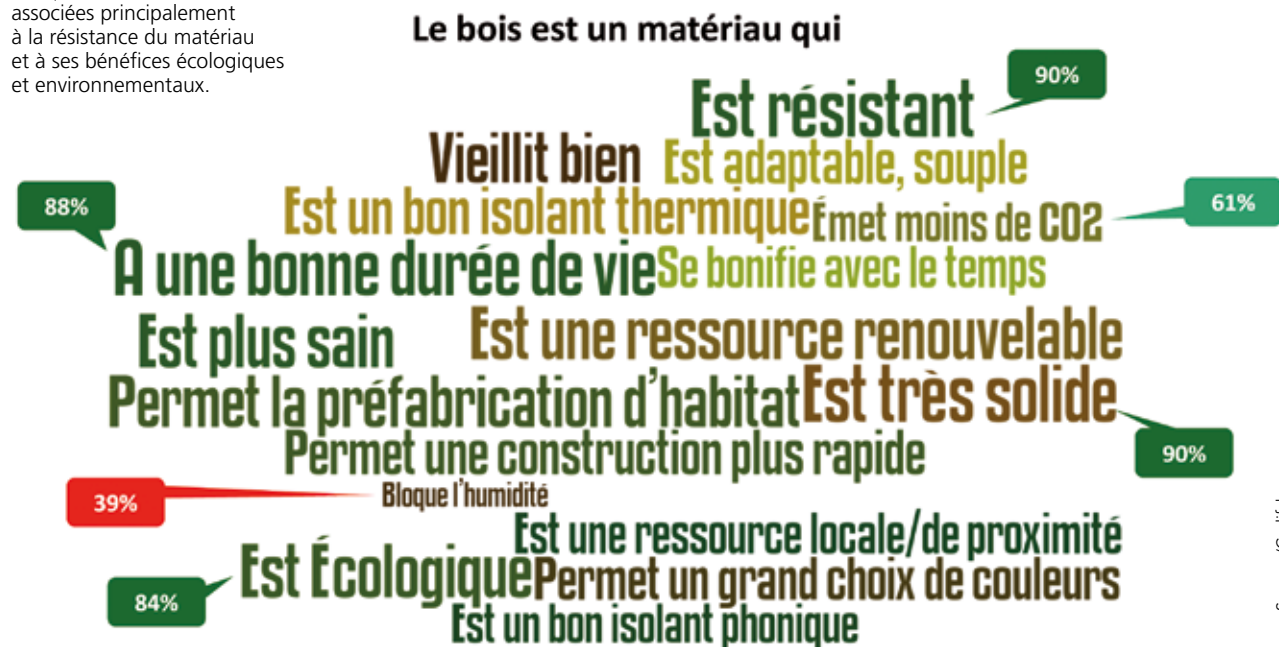 associées principalement
à la résistance du matériau
et à ses bénéfices écologiques
et environnementaux.
Le bois est un matériau qui
90%
Est résistant
Vieillit bien Est adaptable, souple
88%
Est un bon isolant thermique Émet moins de CO2
61%
A une bonne durée de vie Se bonifie avec le temps
Est plus sain Est une ressource renouvelable
Permet la préfabrication d'habitat Est très solide
Permet une construction plus rapide
90%
39%
Bloque l'humidité
Est une ressource locale/de proximité
Est Écologique Permet un grand choix de couleurs
84%
Est un bon isolant phonique